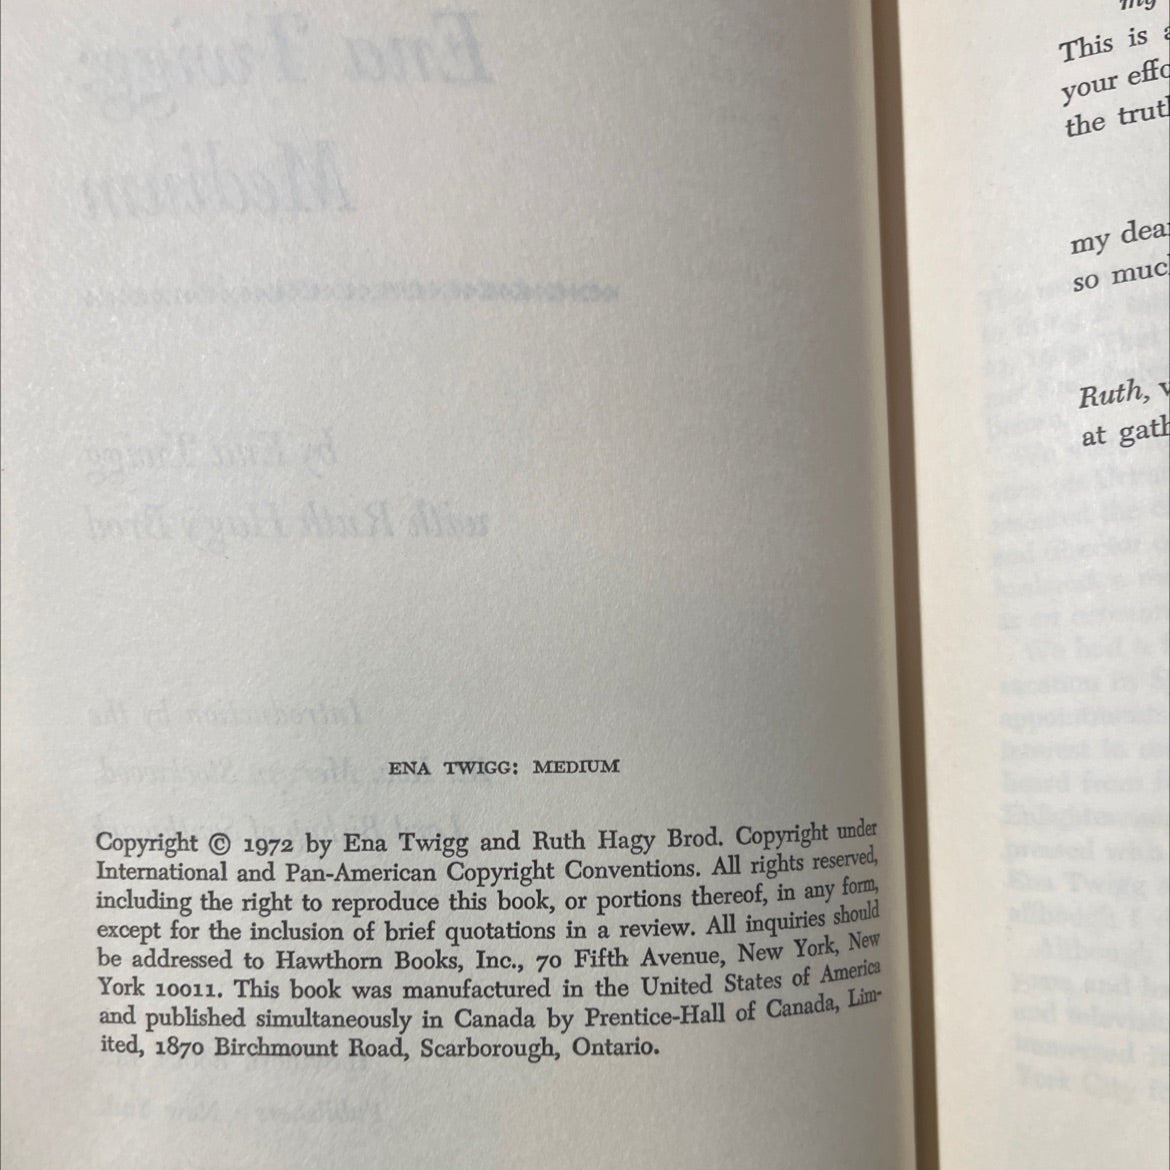 ENA TWIGG: MEDIUM
Copyright © 1972 by Ena Twigg and Ruth Hagy Brod. Copyright under
International and Pan-American Copyright Conventions. All rights reserved,
including the right to reproduce this book, or portions thereof, in any form,
except for the inclusion of brief quotations in a review. All inquiries should
be addressed to Hawthorn Books, Inc., 70 Fifth Avenue, New York, New
York 10011. This book was manufactured in the United States of America
and published simultaneously in Canada by Prentice-Hall of Canada, Lim-
ited, 1870 Birchmount Road, Scarborough, Ontario.
This is
your
the
my
so
Ruth,
at